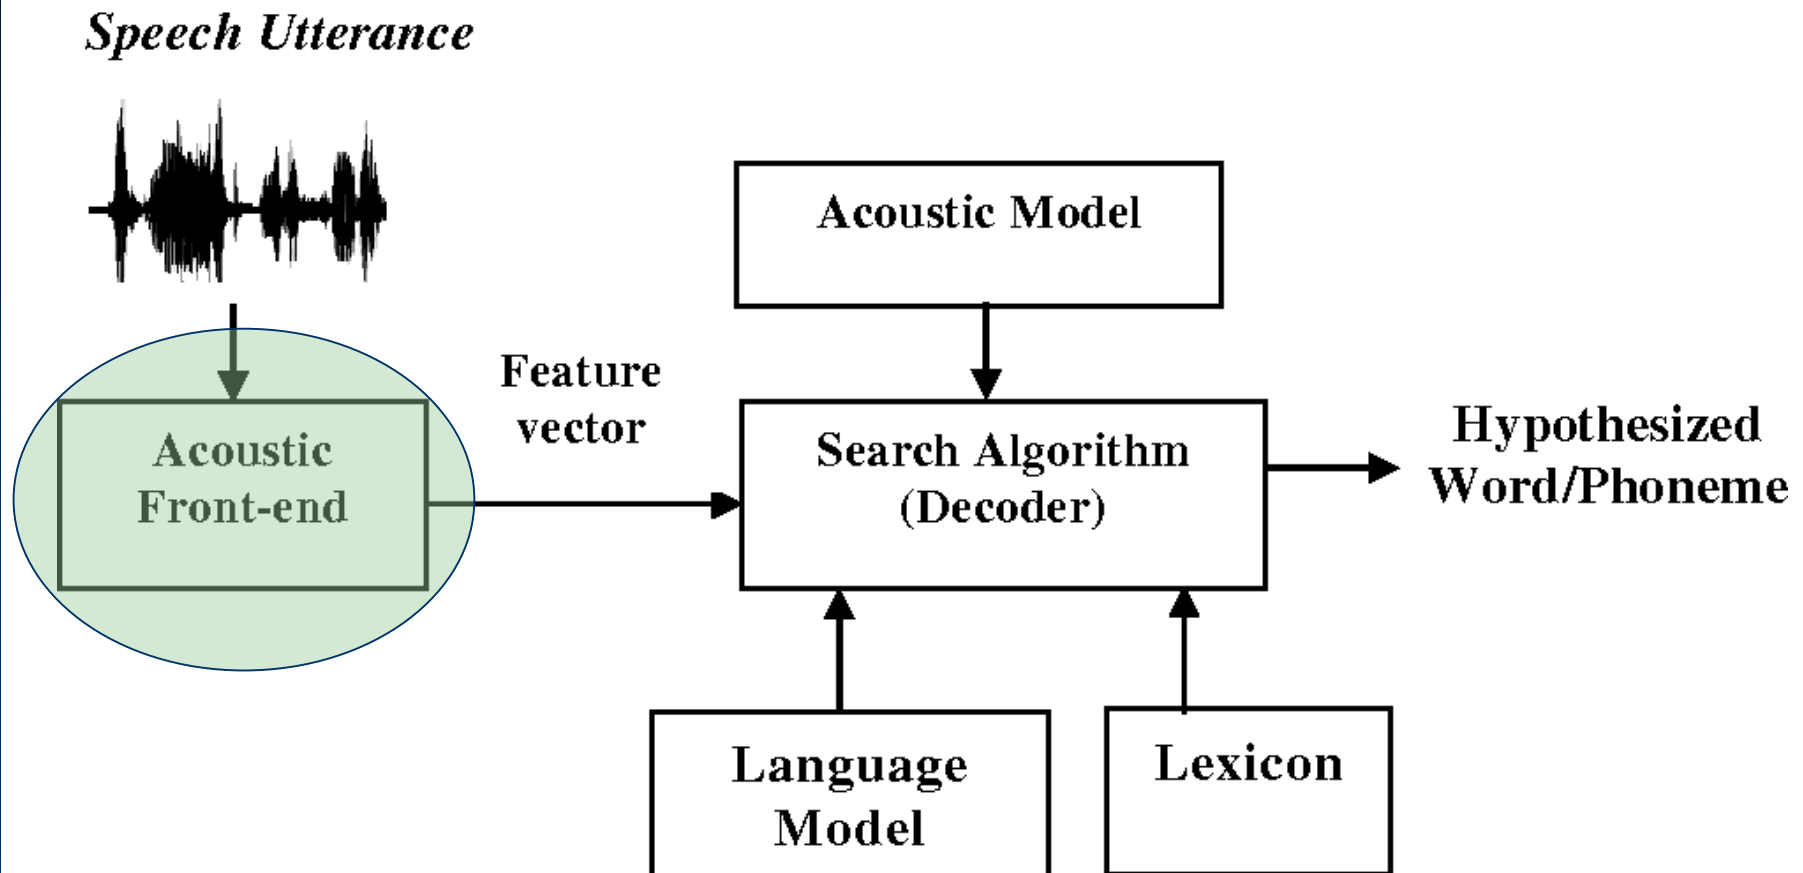 Speech Utterance
Acoustic Model
Feature
vector
Acoustic
Front-end
Search Algorithm
(Decoder)
Hypothesized
Word/Phoneme
Language
Model
Lexicon